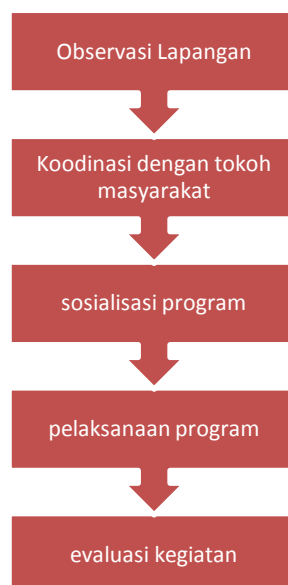 Observasi Lapangan
Koodinasi dengan tokoh
masyarakat
sosialisasi program
pelaksanaan program
evaluasi kegiatan